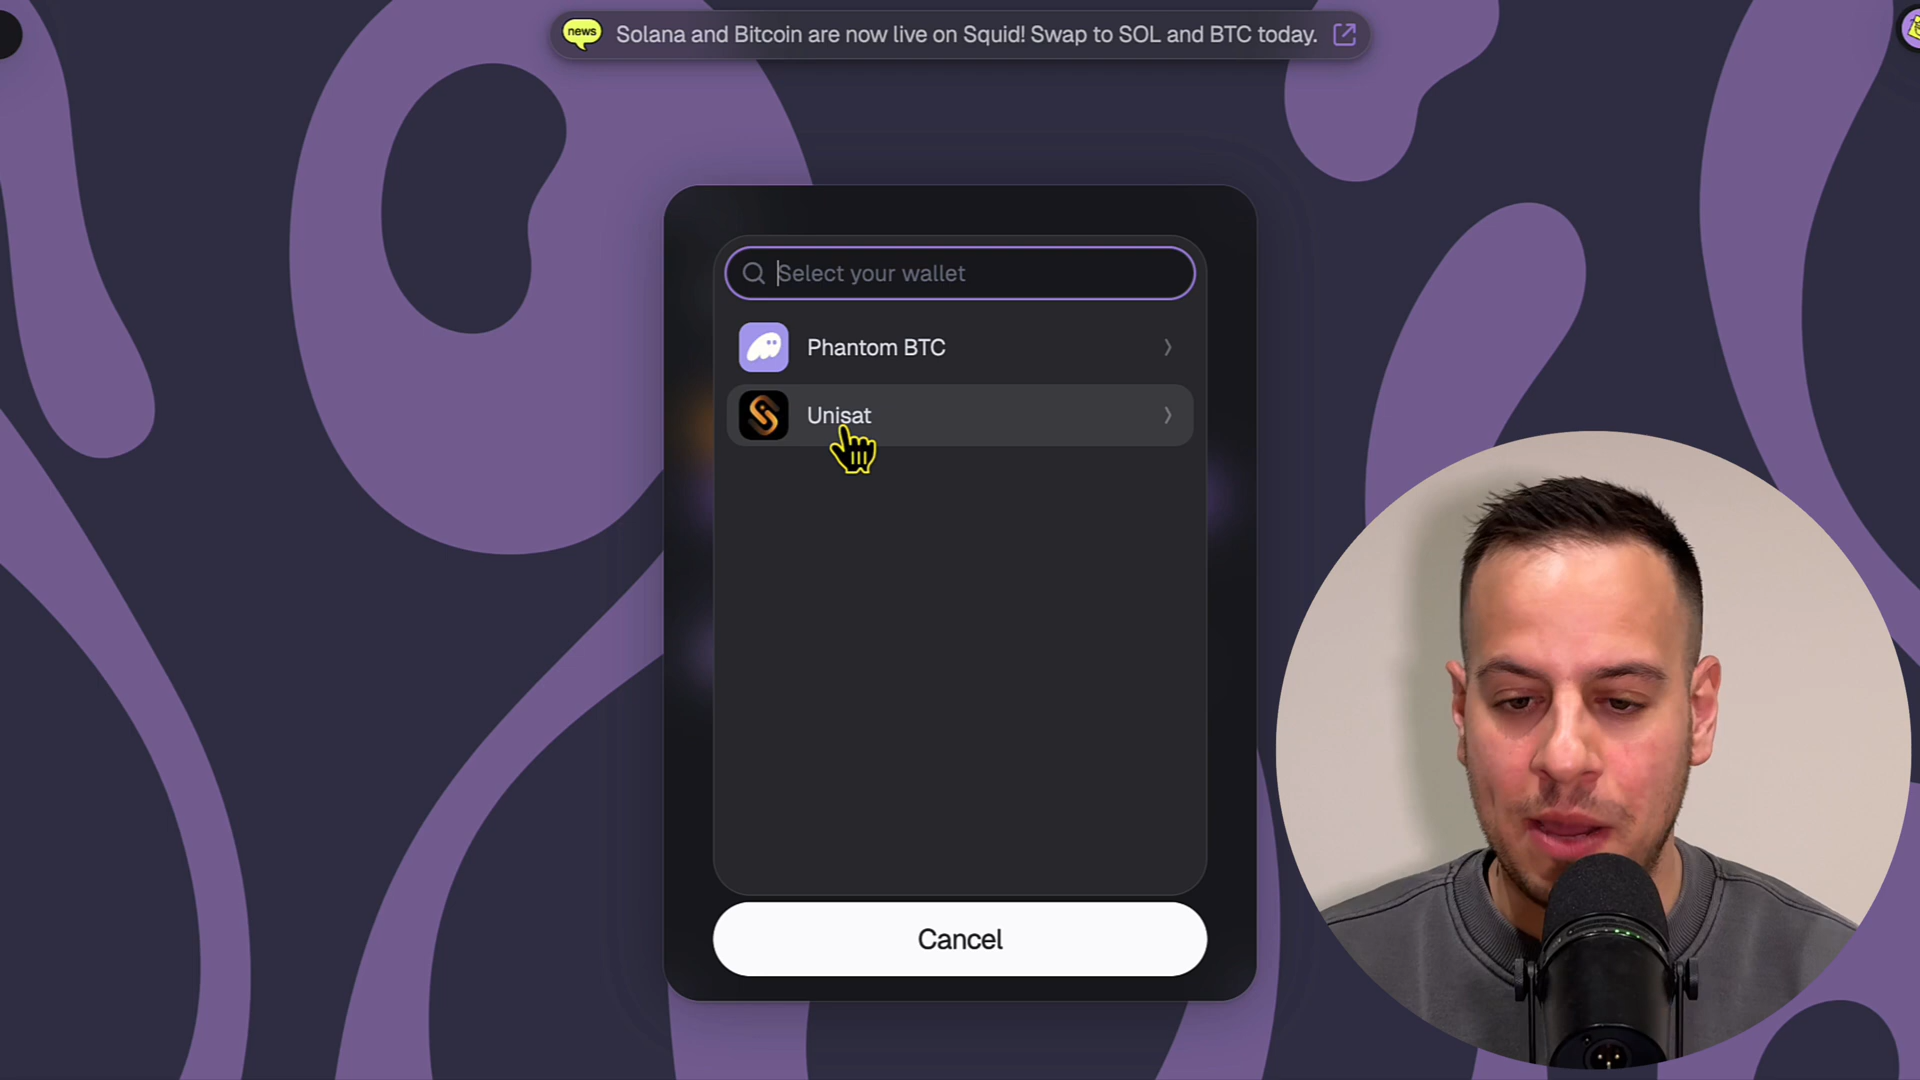 news
Solana and Bitcoin are now live on Squid! Swap to SOL and BTC today.
Select your wallet
Phantom BTC
Unisat
Cancel